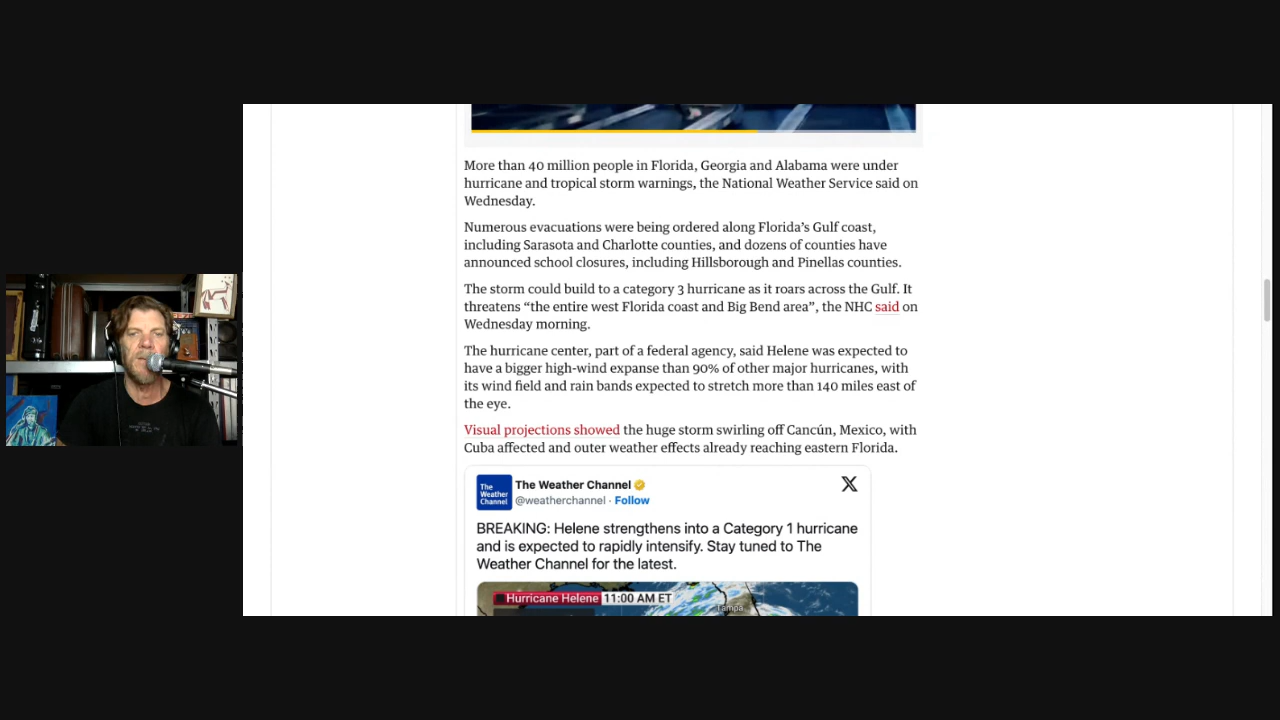 More than 40 million people in Florida, Georgia and Alabama were under
hurricane and tropical storm warnings, the National Weather Service said on
Wednesday.
Numerous evacuations were being ordered along Florida’s Gulf coast,
including Sarasota and Charlotte counties, and dozens of counties have
announced school closures, including Hillsborough and Pinellas counties.
The storm could build to a category 3 hurricane as it roars across the Gulf. It
threatens “the entire west Florida coast and Big Bend area”, the NHC said on
Wednesday morning.
The hurricane center, part of a federal agency, said Helene was expected to
have a bigger high-wind expanse than 90% of other major hurricanes, with
its wind field and rain bands expected to stretch more than 140 miles east of
the eye.
Visual projections showed the huge storm swirling off Cancún, Mexico, with
Cuba affected and outer weather effects already reaching eastern Florida.
The
Weather
Channel
The Weather Channel
@weatherchannel · Follow
X
BREAKING: Helene strengthens into a Category 1 hurricane
and is expected to rapidly intensify. Stay tuned to The
Weather Channel for the latest.
Hurricane Helene 11:00 AM ET
Tampa